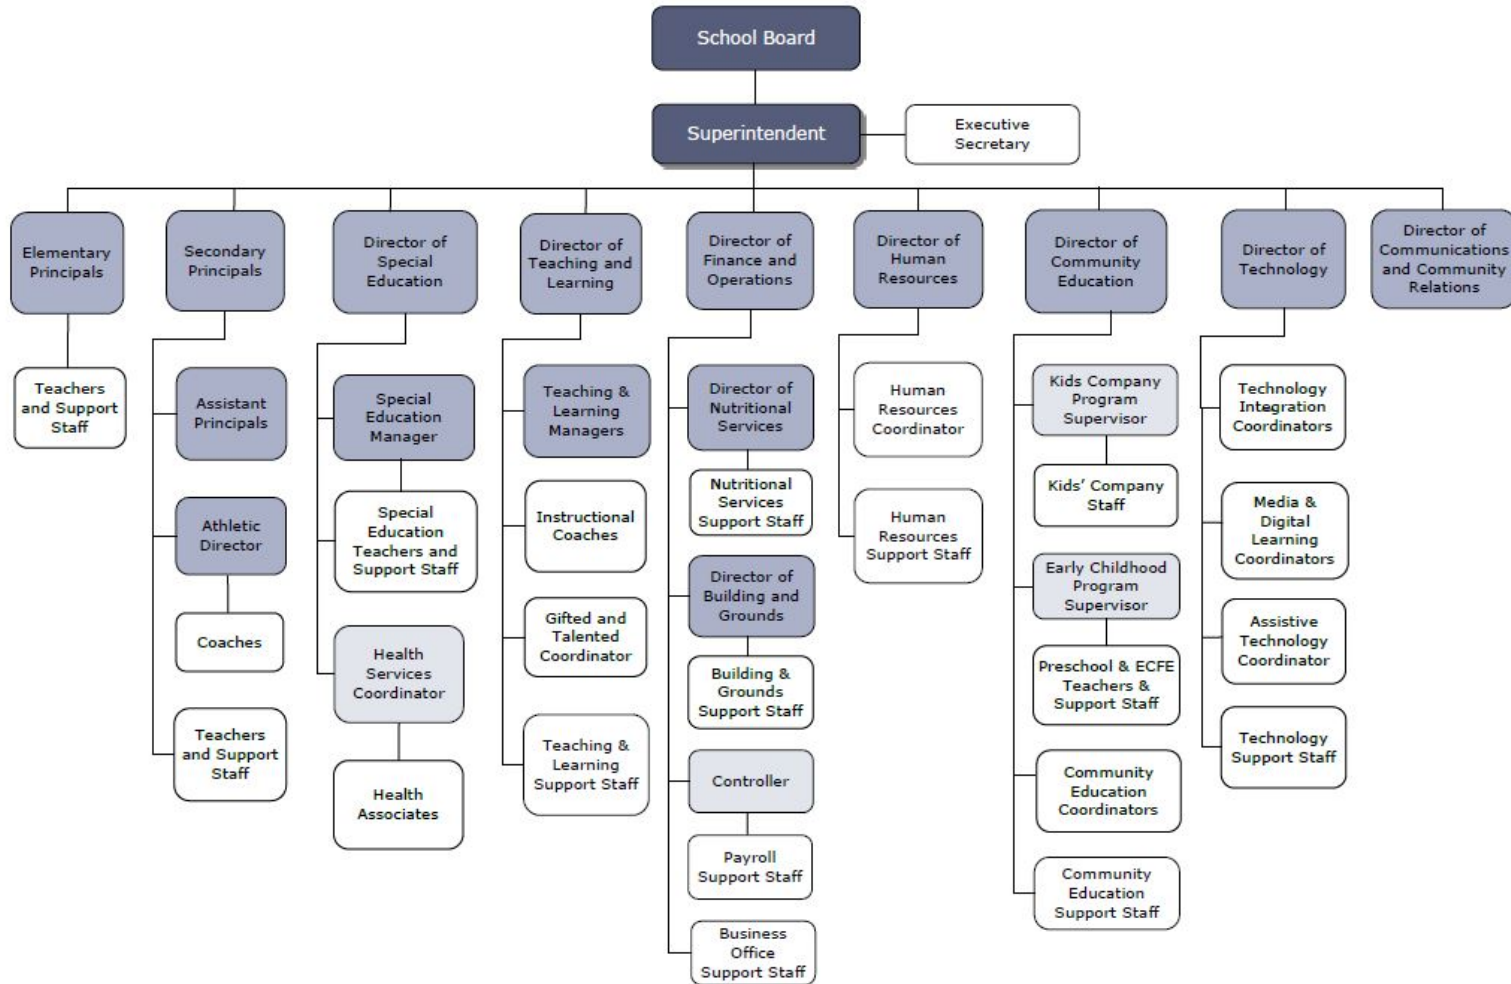 School Board
Superintendent
Executive
Secretary
Elementary
Principals
Secondary
Principals
Director of
Special
Education
Director of
Teaching and
Learning
Director of
Finance and
Operations
Director of
Human
Resources
Director of
Community
Education
Director of
Technology
Director of
Communications
and Community
Relations
Teachers
and Support
Staff
Assistant
Principals
Athletic
Director
Coaches
Teachers
and Support
Staff
Special
Education
Manager
Special
Education
Teachers and
Support Staff
Health
Services
Coordinator
Health
Associates
Teaching &
Learning
Managers
Instructional
Coaches
Gifted and
Talented
Coordinator
Teaching &
Learning
Support Staff
Director of
Nutritional
Services
Nutritional
Services
Support Staff
Director of
Building and
Grounds
Building &
Grounds
Support Staff
Controller
Payroll
Support Staff
Business
Office
Support Staff
Human
Resources
Coordinator
Human
Resources
Support Staff
Kids Company
Program
Supervisor
Kids' Company
Staff
Early Childhood
Program
Supervisor
Preschool & ECFE
Teachers &
Support Staff
Community
Education
Coordinators
Community
Education
Support Staff
Technology
Integration
Coordinators
Media &
Digital
Learning
Coordinators
Assistive
Technology
Coordinator
Technology
Support Staff